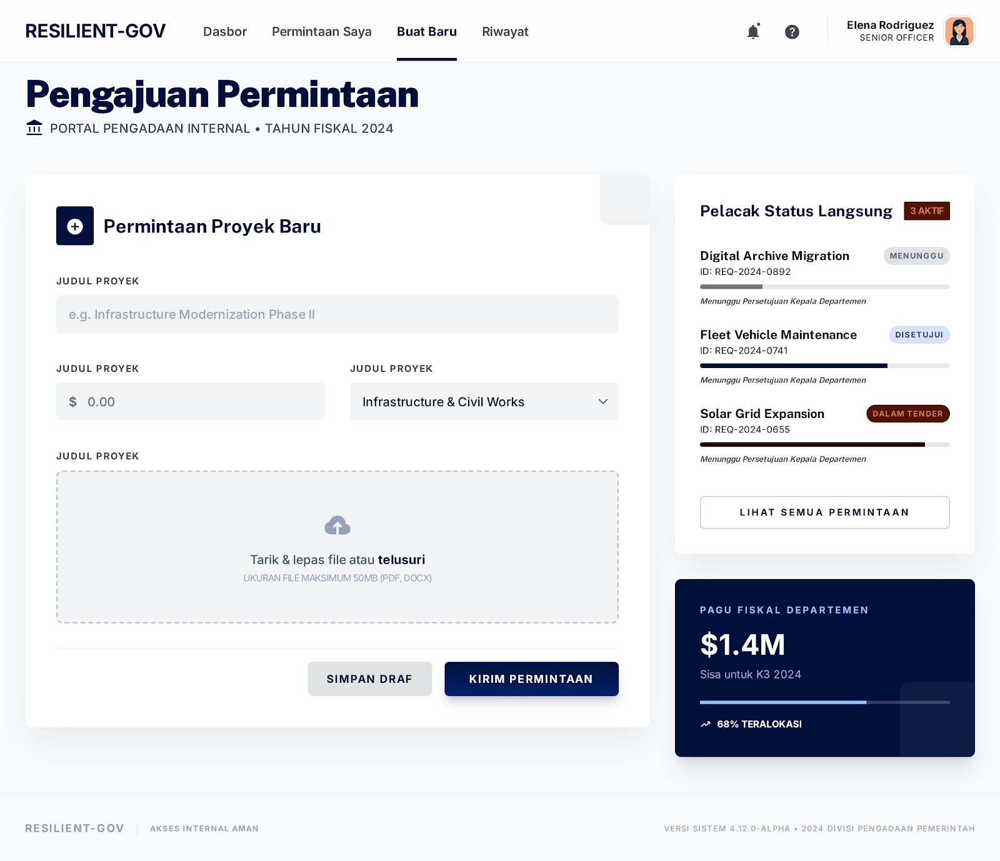 RESILIENT-GOV
Dasbor
Permintaan Saya
Buat Baru
Riwayat
Elena Rodriguez
SENIOR OFFICER
Pengajuan Permintaan
PORTAL PENGADAAN INTERNAL • TAHUN FISKAL 2024
Permintaan Proyek Baru
JUDUL PROYEK
e.g. Infrastructure Modernization Phase II
JUDUL PROYEK
$ 0.00
JUDUL PROYEK
Infrastructure & Civil Works
JUDUL PROYEK
Tarik & lepas file atau telusuri
UKURAN FILE MAKSIMUM 50MB (PDF, DOCX)
SIMPAN DRAF
KIRIM PERMINTAAN
Pelacak Status Langsung
3 AKTIF
Digital Archive Migration
MENUNGGU
ID: REQ-2024-0892
Menunggu Persetujuan Kepala Departemen
Fleet Vehicle Maintenance
DISETUJUI
ID: REQ-2024-0741
Menunggu Persetujuan Kepala Departemen
Solar Grid Expansion
DALAM TENDER
ID: REQ-2024-0655
Menunggu Persetujuan Kepala Departemen
LIHAT SEMUA PERMINTAAN
PAGU FISKAL DEPARTEMEN
$1.4M
Sisa untuk K3 2024
68% TERALOKASI
RESILIENT-GOV
AKSES INTERNAL AMAN
VERSI SISTEM 4.12.0-ALPHA • 2024 DIVISI PENGADAAN PEMERINTAH